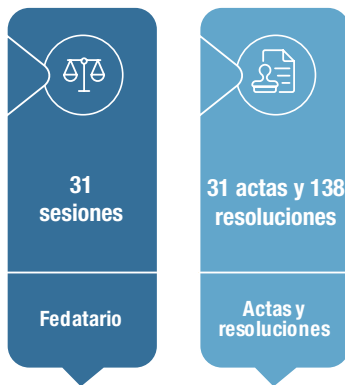 31
sesiones
Fedatario
31 actas y 138
resoluciones
Actas y
resoluciones